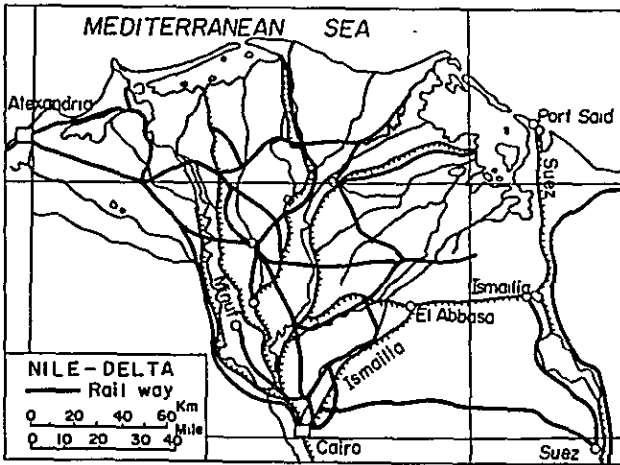 MEDITERRANEAN SEA
Alexandria
Port Said
Suez
Minuf
Ismailia
El Abbasa
Ismailia
NILE-DELTA
Rail way
0 20 40 60 Km
0 10 20 30 40 Mile
Cairo
Suez